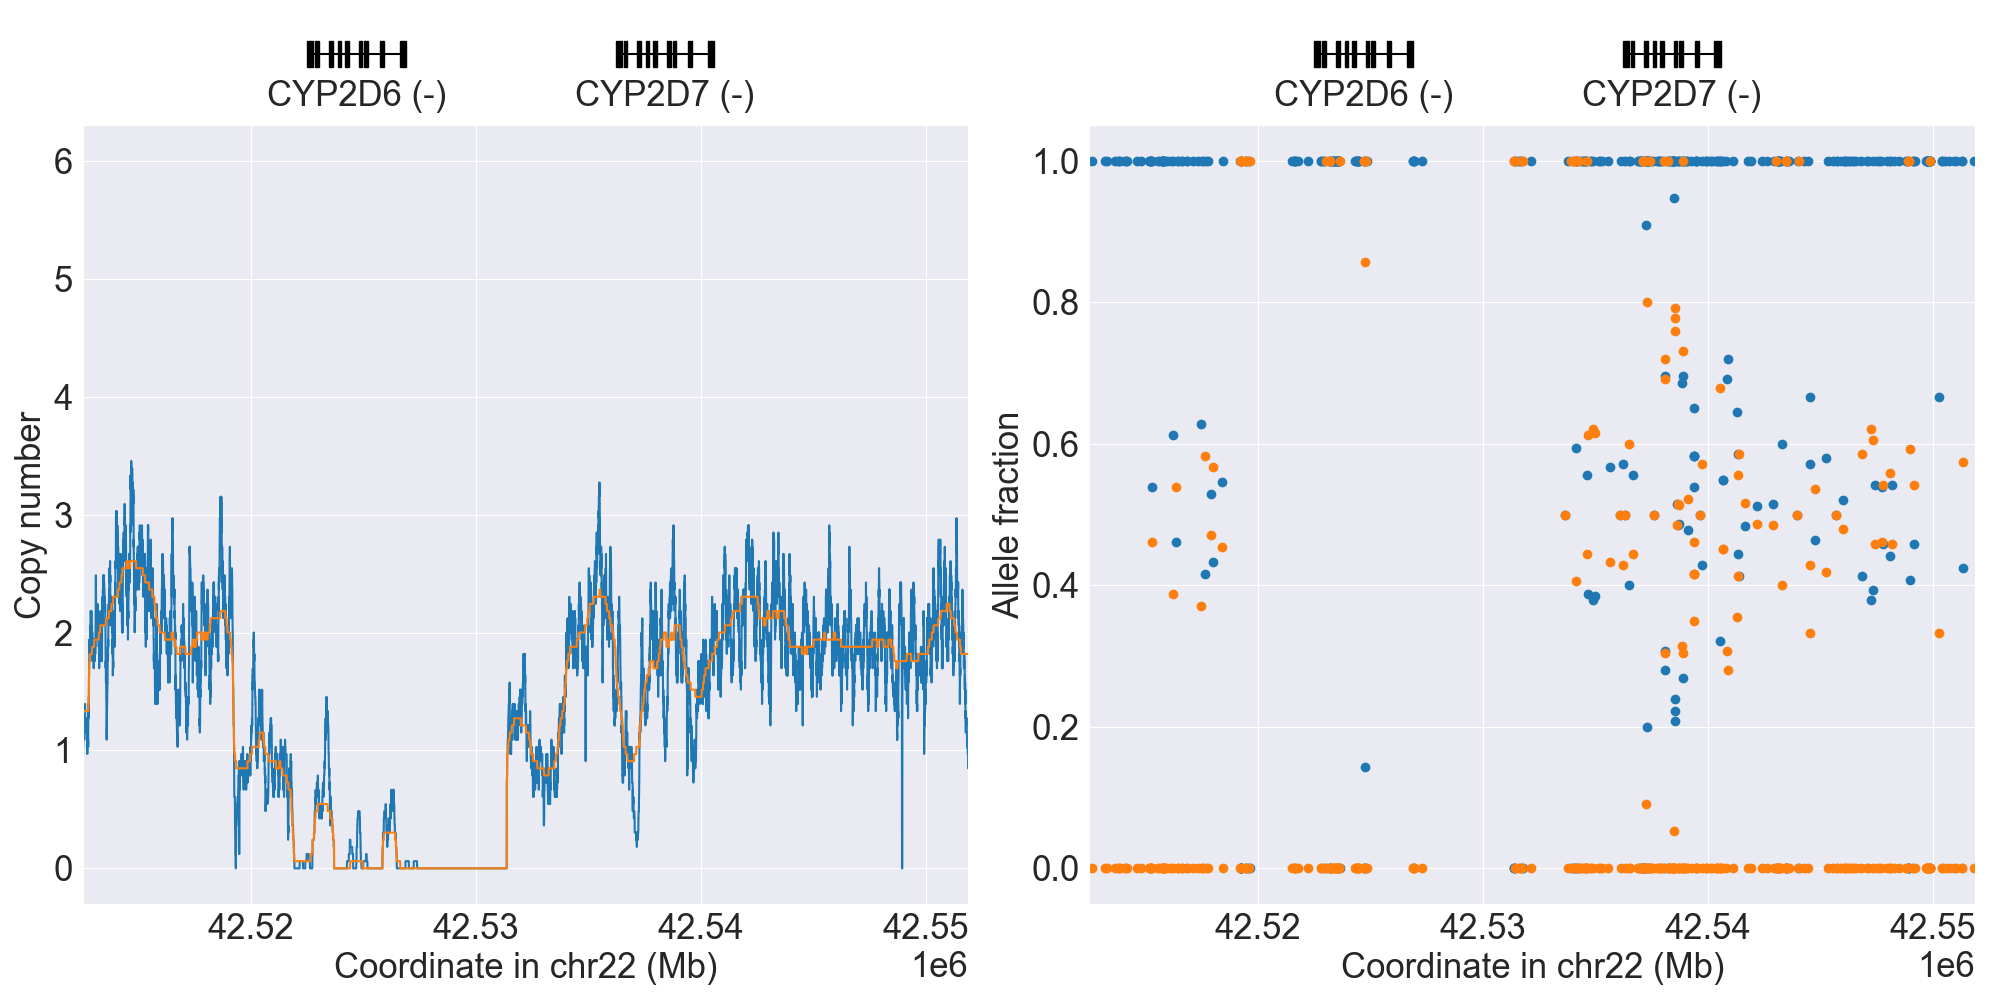 CYP2D6 (-) CYP2D7 (-)
6
5
4
3
2
1
0
Copy number
42.52 42.53 42.54 42.55
Coordinate in chr22 (Mb) 1e6
CYP2D6 (-) CYP2D7 (-)
1.0
0.8
0.6
0.4
0.2
0.0
Allele fraction
42.52 42.53 42.54 42.55
Coordinate in chr22 (Mb) 1e6